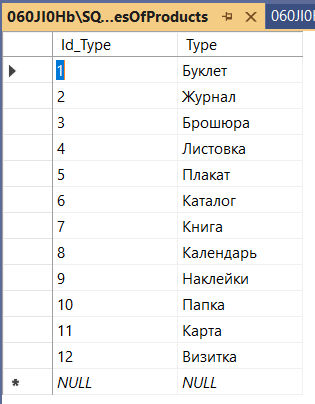 060JI0Hb\SQ...esOfProducts 060JI0H
Id_Type Type
1 Буклет
2 Журнал
3 Брошюра
4 Листовка
5 Плакат
6 Каталог
7 Книга
8 Календарь
9 Наклейки
10 Папка
11 Карта
12 Визитка
NULL NULL